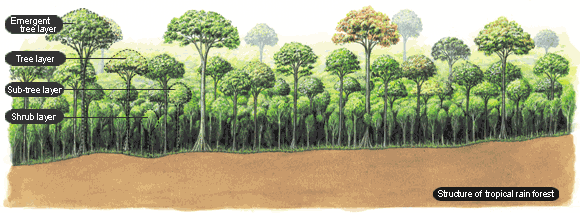 Emergent
tree layer
Tree layer
Sub-tree layer
Shrub layer
Structure of tropical rain forest